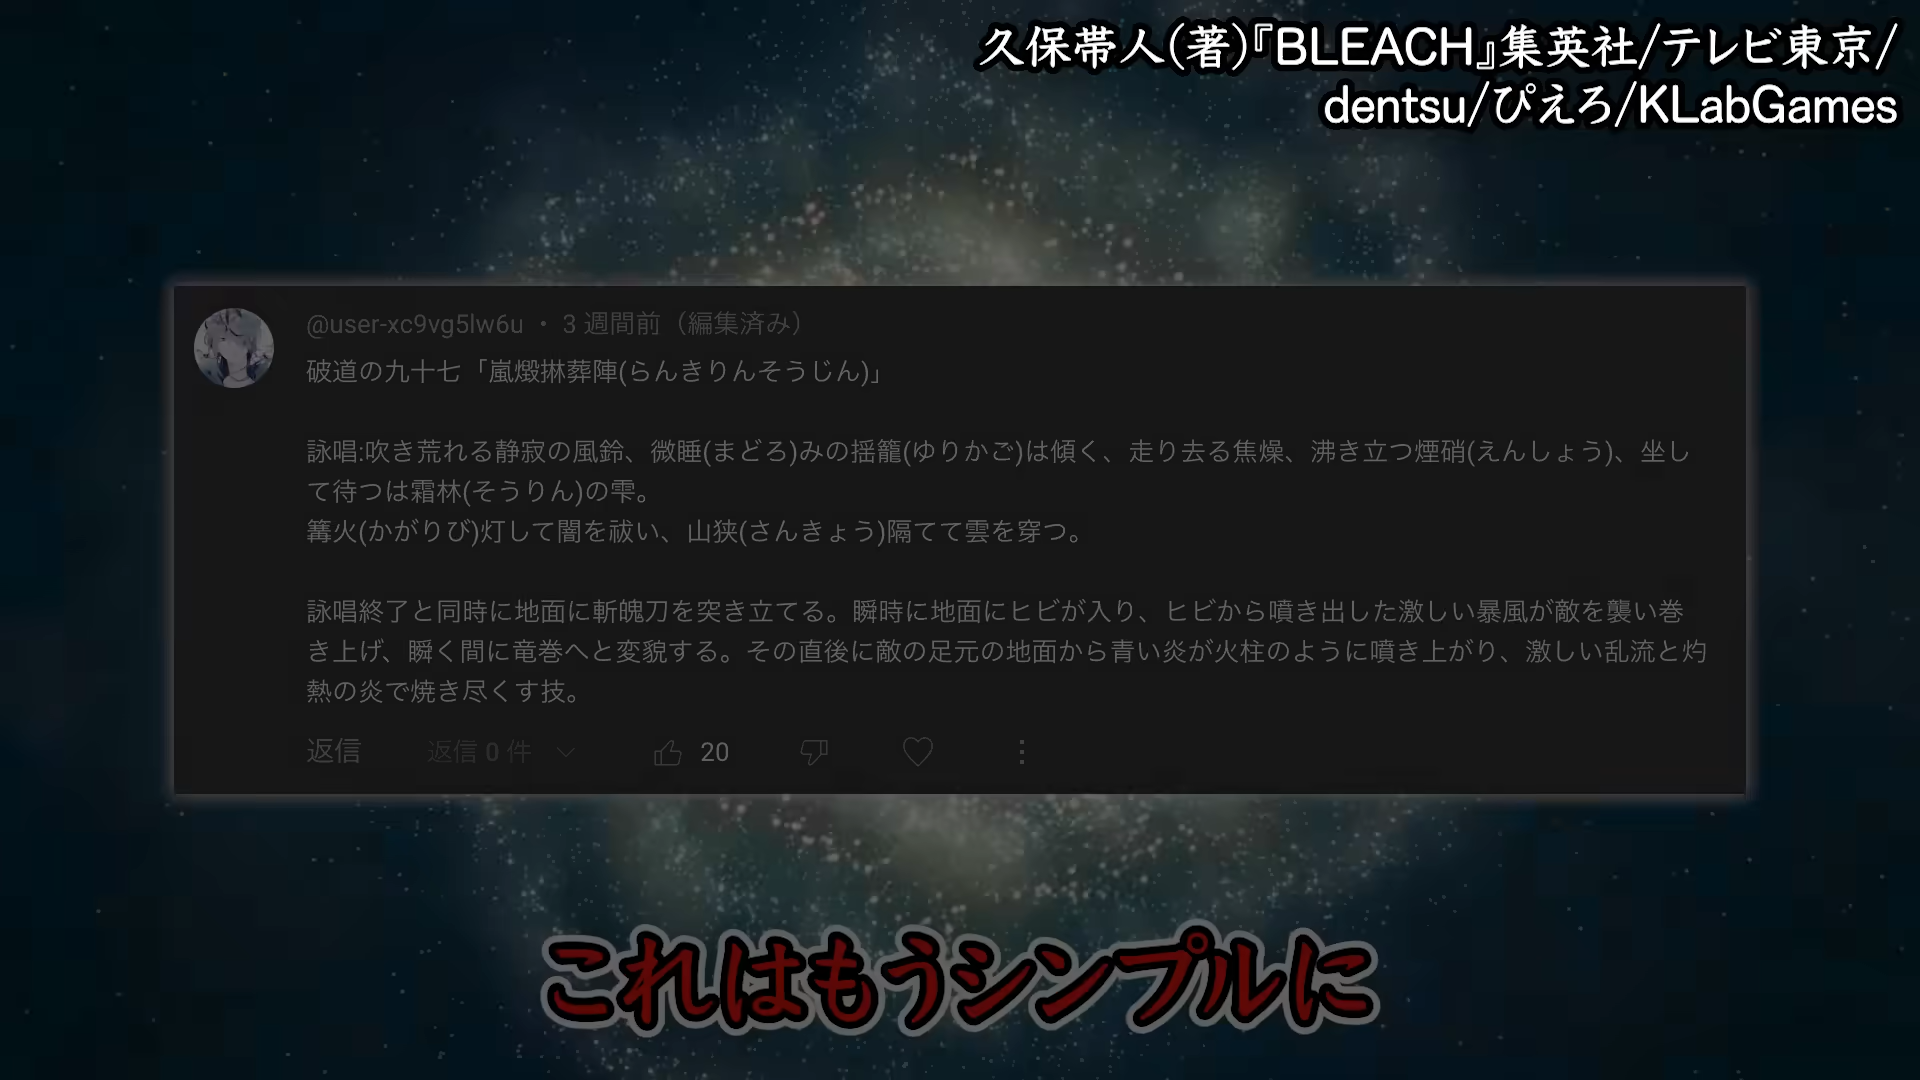 久保帯人(著)『BLEACH』集英社/テレビ東京/
dentsu/ぴえろ/KLabGames
@user-xc9vg5lw6u ・ 3 週間前（編集済み）
破道の九十七「嵐燬惏葬陣(らんきりんそうじん)」
詠唱:吹き荒れる静寂の風鈴、微睡(まどろ)みの揺籠(ゆりかご)は傾く、走り去る焦燥、沸き立つ煙硝(えんしょう)、坐し
て待つは霜林(そうりん)の雫。
篝火(かがりび)灯して闇を祓い、山狭(さんきょう)隔てて雲を穿つ。
詠唱終了と同時に地面に斬魄刀を突き立てる。瞬時に地面にヒビが入り、ヒビから噴き出した激しい暴風が敵を襲い巻
き上げ、瞬く間に竜巻へと変貌する。その直後に敵の足元の地面から青い炎が火柱のように噴き上がり、激しい乱流と灼
熱の炎で焼き尽くす技。
返信 返信 0 件 20
これはもうシンプルに